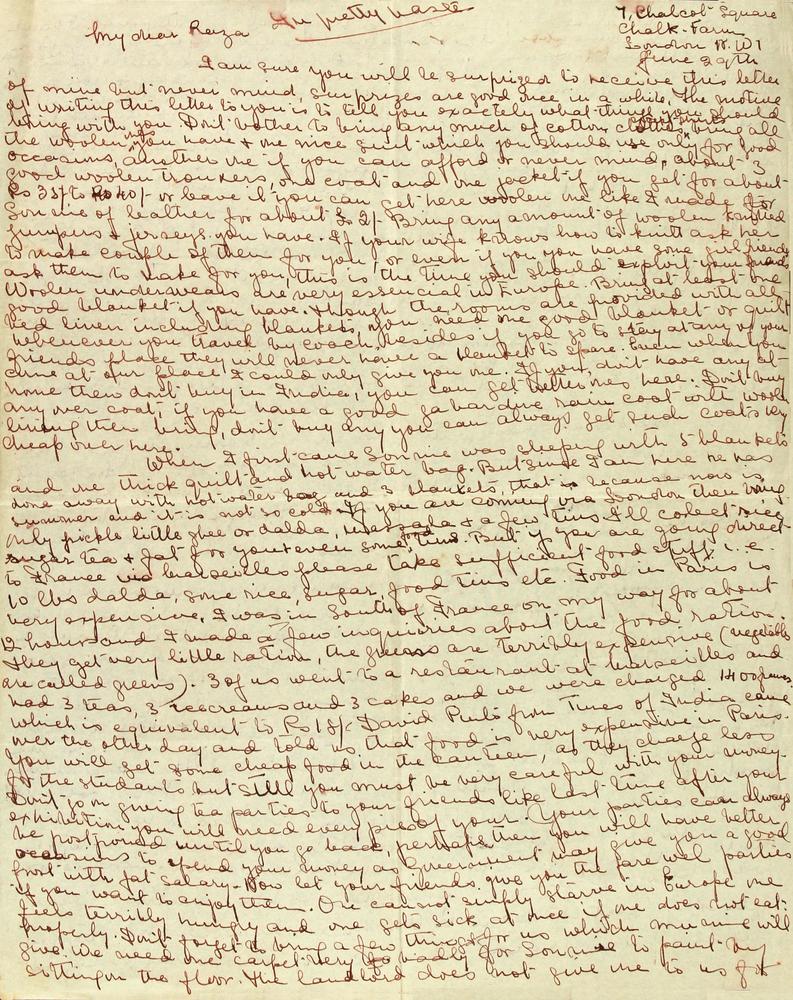 In pretty haste
7, Chalcot Square
Chalk-Farm
London N.W1
June 29th
My dear Raza
I am sure you will be surprized to receive this letter
of mine but never mind, surprizes are good once in a while. The motive
of writing this letter to you is to tell you exactely what things you should
bring with you. Don't bother to bring any much of cotton clothes, bring all
the woolen you have & one nice suit which you should use only for good
occasions, another one if you can afford or never mind, about 3
good woolen trousers, one coat and one jacket if you get for about
Rs 35/- to Rs 40/- or leave it you can get here woolen one like I made for
Sonnie of leather for about £ 2/- Bring any amount of woolen knitted
jumpers & jerseys you have. If your wife knows how to knitt ask her
to make couple of them for you, or even if you have some girl friends
ask them to make for you, this is the time you should exploit your friends
Woolen underwears are very essencial in Europe. Bring at least one
good blanket if you have. Though the rooms are provided with all
bed linen including blankets, you need one good blanket or quilt
whenever you travel by coach. Besides if you go to stay at any of your
friends place they will never have a blanket to spare. Even when you
come at our place I could only give you one. If you don't have any at
home then don't buy in India, you can get better ones here. Don't buy
any over coat, if you have a good gabardine rain coat with woolen
lining then bring, don't buy any you can always get such coats very
cheap over here.
When I first came Sonnie was sleeping with 5 blankets
and one thick quilt and hot water bag. But since I am here he has
done away with hot water bag and 3 blankets, that is because now is
summer and it is not so cold. If you are coming via London then bring
only pickle little ghee or dalda, & a few tins I'll colect rice
sugar tea & fat for you & even some tins. But if you are going direct
to France via Marseilles please take sufficient food stuff, i.e.
10 lbs dalda, some rice, sugar, food tins etc. Food in Paris is
very expensive. I was in South of France on my way for about
12 hours and I made a few inquiries about the food ration.
They get very little ration, the greens are terribly expensive (vegetables
are called greens). 3 of us went to a restaurant at Marseilles and
had 3 teas, 3 icecreams and 3 cakes and we were charged 1400 francs
which is equivalent to Rs 18/- David from Times of India came
over the other day and told us that food is very expensive in Paris.
You will get some cheap food in the canteen, as they charge less
for the students but still you must be very careful with your money.
Don't go on giving tea parties to your friends like last time after your
exhibition you will need every pie of your. Your parties can always
be postponed until you go back, perhaps then you will have better
occasions to spend your money as Government may give you a good
post with fat salary. Now let your friends give you the fare wel parties
if you want to enjoy them. One cannot simply starve in Europe one
feels terribly hungry and one gets sick at once if one does not eat
properly. Don't forget to bring a few things for us which mummie will
give. We need one carpet very badly for Sonnie to paint by
sitting on the floor. The landlord does not give one to us for